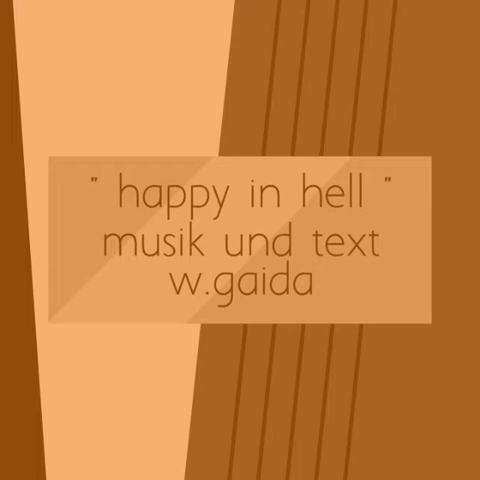 " happy in hell "
musik und text
w.gaida